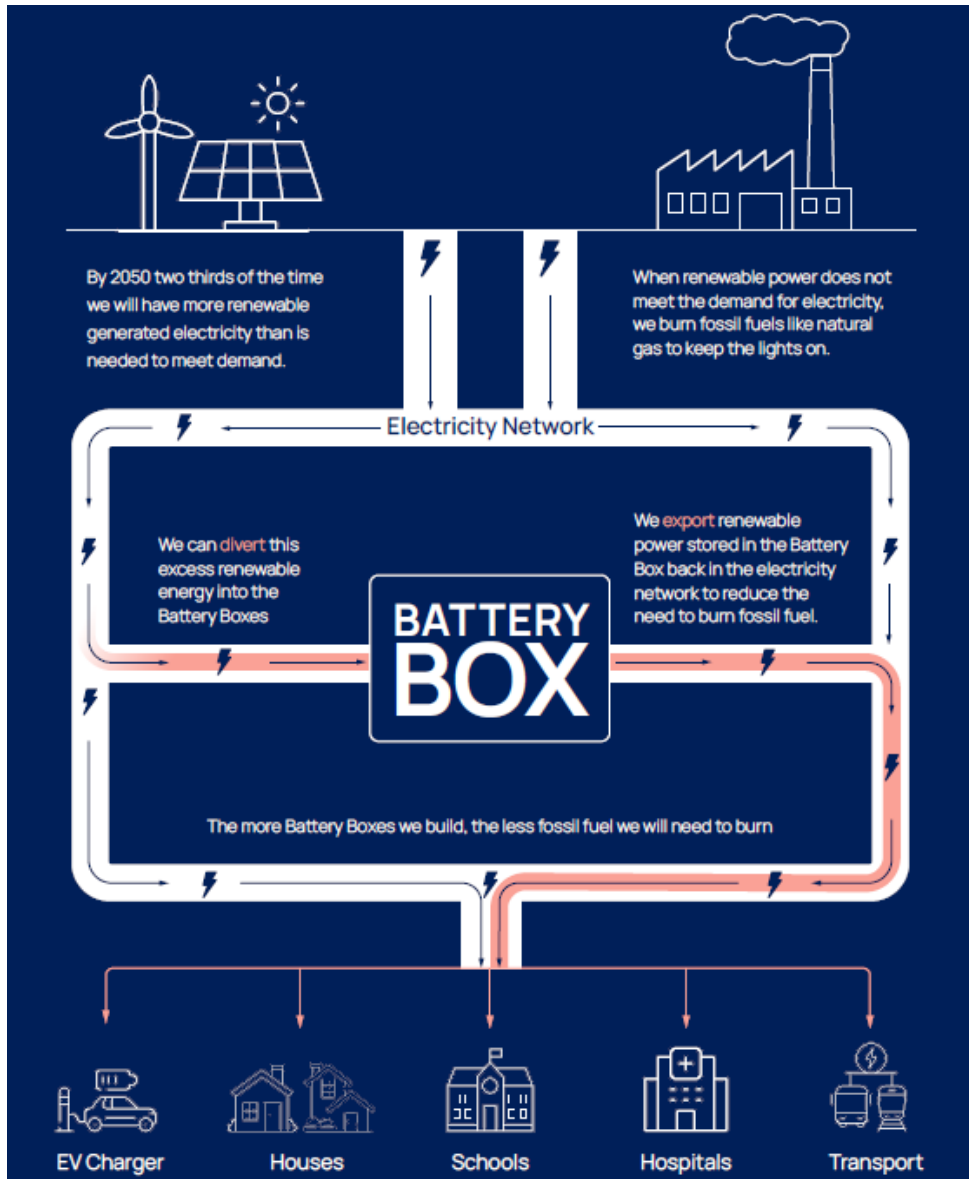 By 2050 two thirds of the time
we will have more renewable
generated electricity than is
needed to meet demand.
When renewable power does not
meet the demand for electricity,
we burn fossil fuels like natural
gas to keep the lights on.
Electricity Network
We can divert this
excess renewable
energy into the
Battery Boxes
We export renewable
power stored in the Battery
Box back in the electricity
network to reduce the
need to burn fossil fuel.
BATTERY
BOX
The more Battery Boxes we build, the less fossil fuel we will need to burn
EV Charger
Houses
Schools
Hospitals
Transport